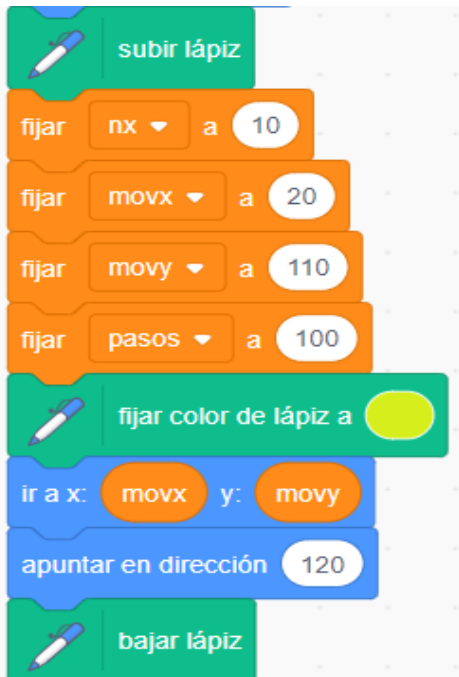 subir lápiz
fijar nx a 10
fijar movx a 20
fijar movy a 110
fijar pasos a 100
fijar color de lápiz a
ir a x: movx y: movy
apuntar en dirección 120
bajar lápiz